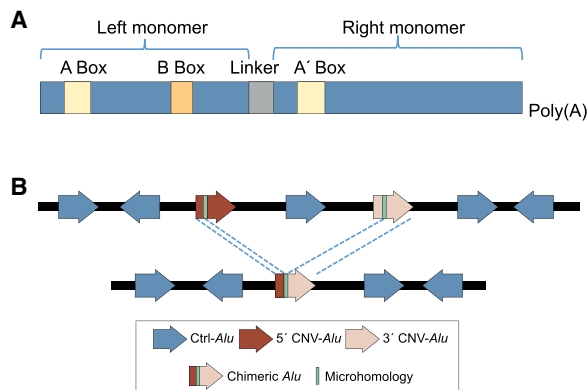 A
Left monomer
Right monomer
A Box
B Box
Linker
A´ Box
Poly(A)
B
Ctrl-Alu
5´ CNV-Alu
3´ CNV-Alu
Chimeric Alu
Microhomology